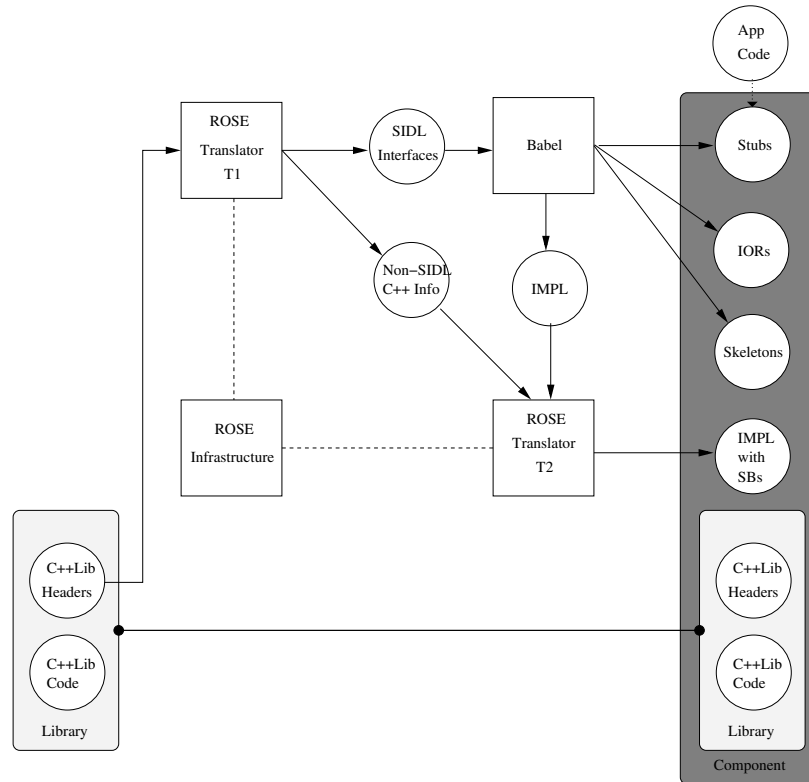 App
Code
ROSE
Translator
T1
SIDL
Interfaces
Babel
Stubs
Non−SIDL
C++ Info
IMPL
IORs
Skeletons
ROSE
Infrastructure
ROSE
Translator
T2
IMPL
with
SBs
C++Lib
Headers
C++Lib
Code
Library
C++Lib
Headers
C++Lib
Code
Library
Component